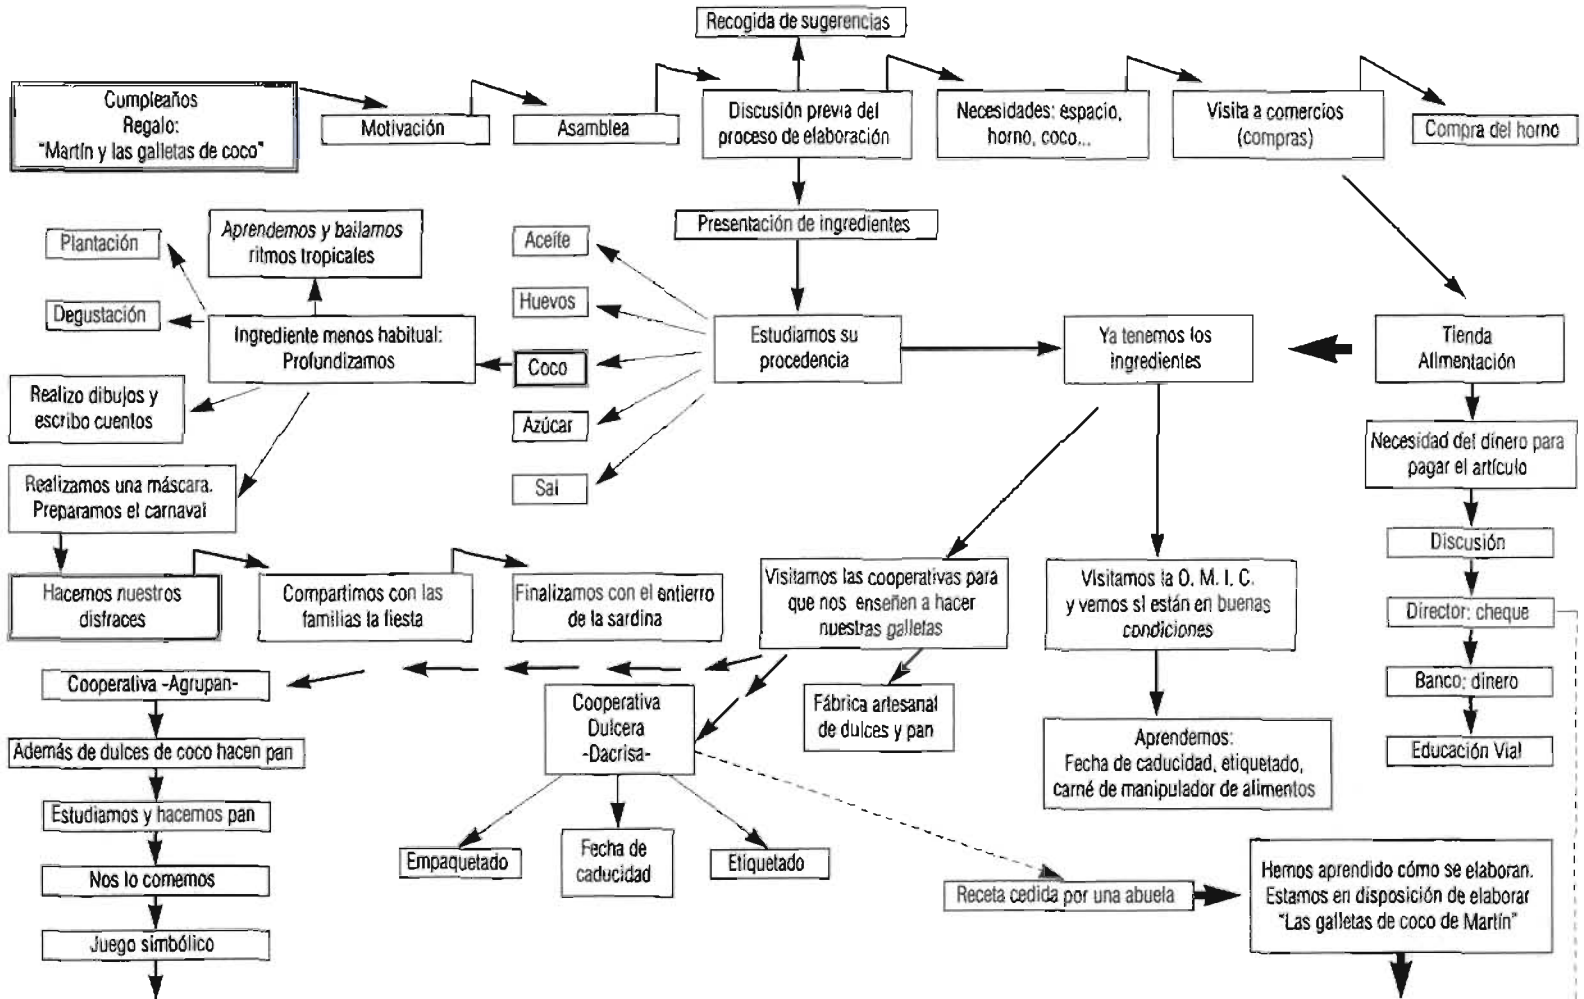 Recogida de sugerencias
Cumpleaños
Regalo:
"Martín y las galletas de coco"
Motivación
Asamblea
Discusión previa del
proceso de elaboración
Necesidades: espacio,
horno, coco...
Visita a comercios
(compras)
Compra del horno
Presentación de ingredientes
Plantación
Aprendemos y bailamos
ritmos tropicales
Aceite
Degustación
Huevos
Ingrediente menos habitual:
Profundizamos
Coco
Estudiamos su
procedencia
Ya tenemos los
ingredientes
Tienda
Alimentación
Realizo dibujos y
escribo cuentos
Azúcar
Necesidad del dinero para
pagar el artículo
Realizamos una máscara.
Preparamos el carnaval
Sal
Discusión
Hacemos nuestros
disfraces
Compartimos con las
familias la fiesta
Finalizamos con el entierro
de la sardina
Visitamos las cooperativas para
que nos enseñen a hacer
nuestras galletas
Visitamos la O. M. I. C.
y vemos si están en buenas
condiciones
Director: cheque
Cooperativa -Agrupan-
Cooperativa
Dulcera
-Dacrisa-
Fábrica artesanal
de dulces y pan
Banco: dinero
Además de dulces de coco hacen pan
Aprendemos:
Fecha de caducidad, etiquetado,
carné de manipulador de alimentos
Educación Vial
Estudiamos y hacemos pan
Empaquetado
Fecha de
caducidad
Etiquetado
Nos lo comemos
Receta cedida por una abuela
Hemos aprendido cómo se elaboran.
Estamos en disposición de elaborar
"Las galletas de coco de Martín"
Juego simbólico